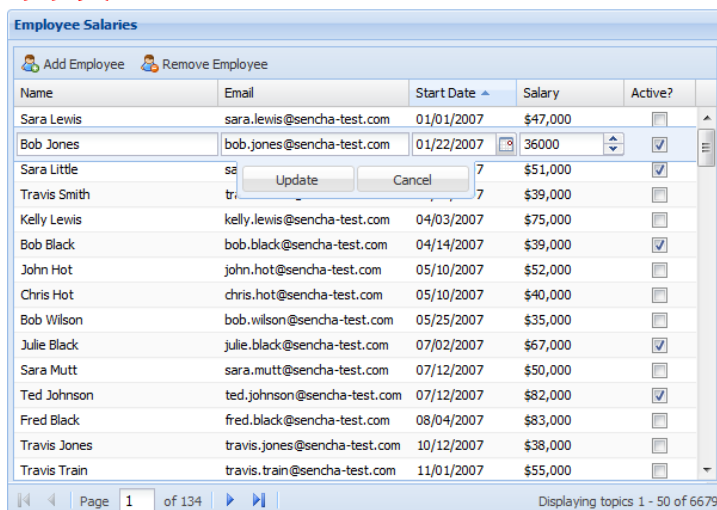 Employee Salaries
Add Employee Remove Employee
Name Email Start Date Salary Active?
Sara Lewis sara.lewis@sencha-test.com 01/01/2007 $47,000
Bob Jones bob.jones@sencha-test.com 01/22/2007 36000
Sara Little sa 7 $51,000
Update Cancel
Travis Smith $39,000
Kelly Lewis kelly.lewis@sencha-test.com 04/03/2007 $75,000
Bob Black bob.black@sencha-test.com 04/14/2007 $39,000
John Hot john.hot@sencha-test.com 05/10/2007 $52,000
Chris Hot chris.hot@sencha-test.com 05/10/2007 $40,000
Bob Wilson bob.wilson@sencha-test.com 05/25/2007 $35,000
Julie Black julie.black@sencha-test.com 07/02/2007 $67,000
Sara Mutt sara.mutt@sencha-test.com 07/12/2007 $50,000
Ted Johnson ted.johnson@sencha-test.com 07/12/2007 $82,000
Fred Black fred.black@sencha-test.com 08/04/2007 $83,000
Travis Jones travis.jones@sencha-test.com 10/12/2007 $38,000
Travis Train travis.train@sencha-test.com 11/01/2007 $55,000
Page 1 of 134 Displaying topics 1 - 50 of 6679